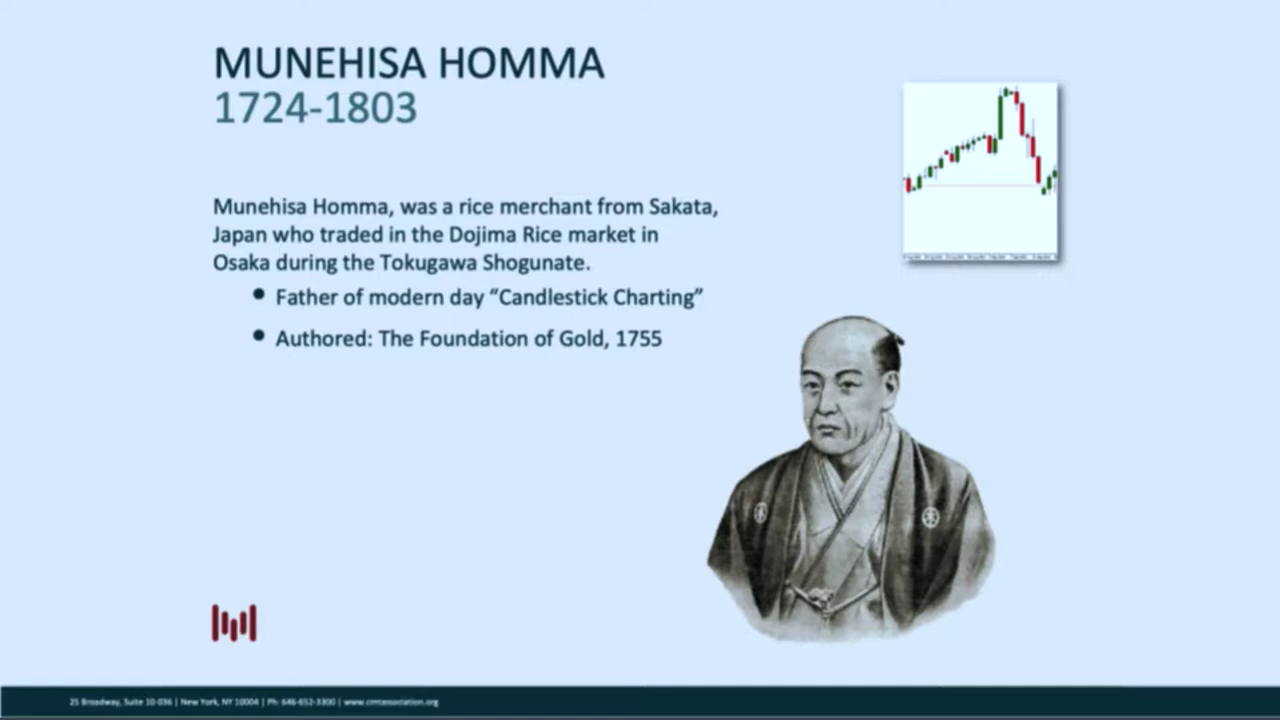 MUNEHISA HOMMA
1724-1803
Munehisa Homma, was a rice merchant from Sakata,
Japan who traded in the Dojima Rice market in
Osaka during the Tokugawa Shogunate.
• Father of modern day “Candlestick Charting”
• Authored: The Foundation of Gold, 1755
25 Broadway, Suite 10-036 | New York, NY 10004 | Ph: 646-652-3300 | www.cmtassociation.org